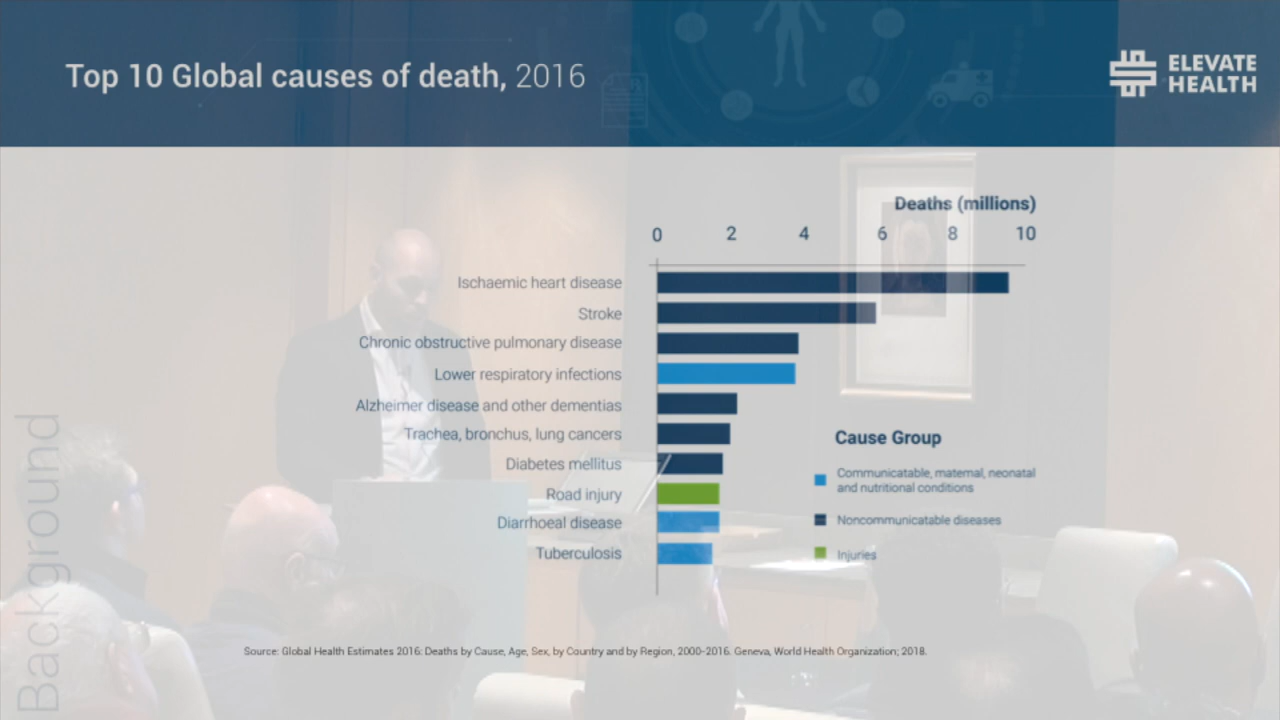 Top 10 Global causes of death, 2016
ELEVATE
HEALTH
Deaths (millions)
0 2 4 6 8 10
Ischaemic heart disease
Stroke
Chronic obstructive pulmonary disease
Lower respiratory infections
Alzheimer disease and other dementias
Trachea, bronchus, lung cancers
Diabetes mellitus
Road injury
Diarrhoeal disease
Tuberculosis
Cause Group
Communicatable, maternal, neonatal
and nutritional conditions
Noncommunicatable diseases
Injuries
Background
Source: Global Health Estimates 2016: Deaths by Cause, Age, Sex, by Country and by Region, 2000-2016. Geneva, World Health Organization; 2018.